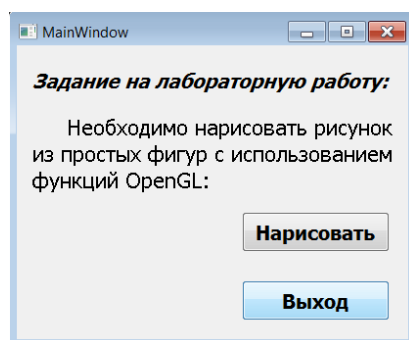 MainWindow
Задание на лабораторную работу:
Необходимо нарисовать рисунок
из простых фигур с использованием
функций OpenGL:
Нарисовать
Выход